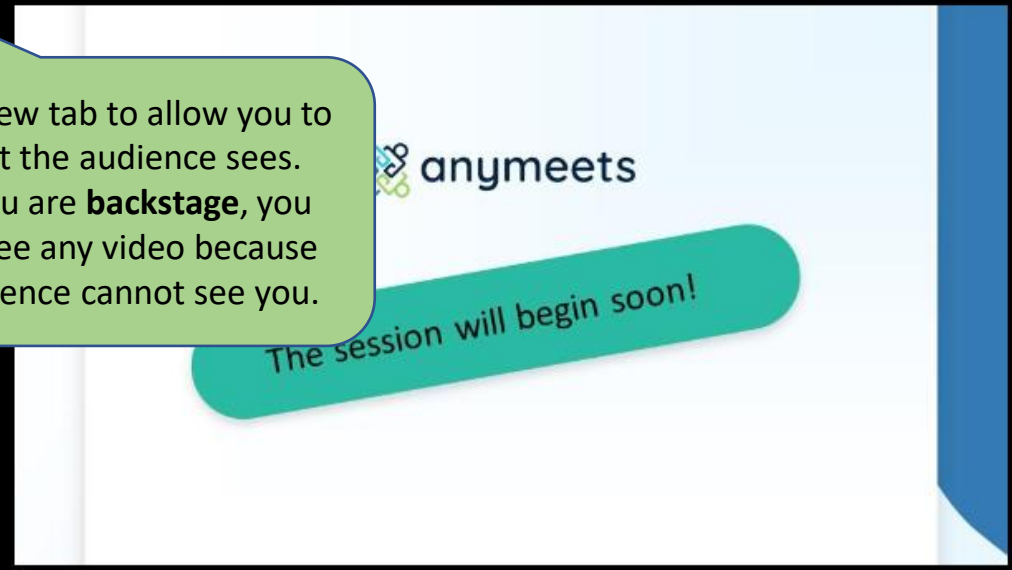 ew tab to allow you to
t the audience sees.
u are backstage, you
ee any video because
ence cannot see you.
anymeets
The session will begin soon!